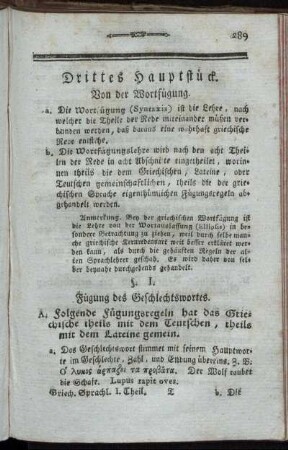 289
Drittes Hauptstück.
Von der Wortfügung.
a. Die Wortfügung (Syntaxis) ist die Lehre, nach
welcher die Theile der Rede miteinander müßen ver-
bunden werden, daß daraus eine wahrhaft griechische
Rede entstehe.
b. Die Wortfügungslehre wird nach den acht Thei-
len der Rede in acht Abschnitte eingetheilet, worin-
nen theils die dem Griechischen, Lateine, oder
Teutschen gemeinschaftlichen, theils die der grie-
chischen Sprache eigenthümlichen Fügungsregeln ab-
gehandelt werden.
Anmerkung. Bey der griechischen Wortfügung ist
die Lehre von der Wortauslassung (Ellipsis) in be-
sondere Betrachtung zu ziehen, weil durch selbe man-
che griechische Redensart weit besser erkläret wer-
den kann, als durch die gehäuften Regeln der al-
ten Sprachlehrer geschah. Es wird daher von sel-
ber beynahe durchgehends gehandelt.
§. I.
Fügung des Geschlechtswortes.
A. Folgende Fügungsregeln hat das Grie-
chische theils mit dem Teutschen, theils
mit dem Lateine gemein.
a. Das Geschlechtswort stimmet mit seinem Hauptwor-
te im Geschlechte, Zahl, und Endung übereins. Z. B.
Ὁ λυκος ἁρπαζει τα προβατα. Der Wolf raubet
die Schafe. Lupus rapit oves.
Griech. Sprachl. I. Theil. T b. Die